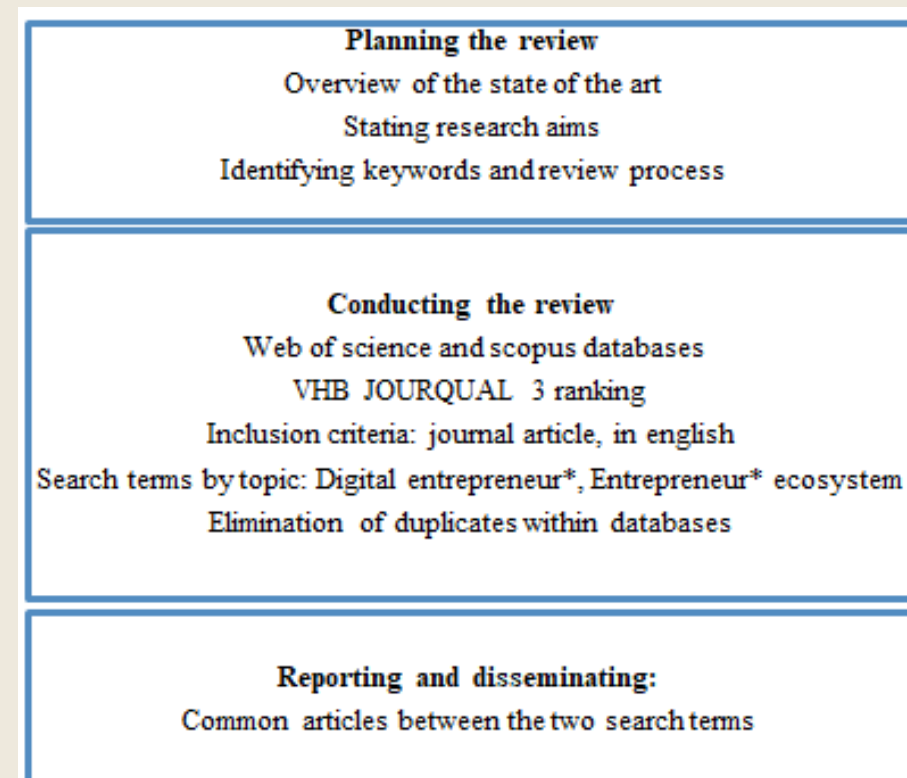 Planning the review
Overview of the state of the art
Stating research aims
Identifying keywords and review process
Conducting the review
Web of science and scopus databases
VHB JOURQUAL 3 ranking
Inclusion criteria: journal article, in english
Search terms by topic: Digital entrepreneur*, Entrepreneur* ecosystem
Elimination of duplicates within databases
Reporting and disseminating:
Common articles between the two search terms